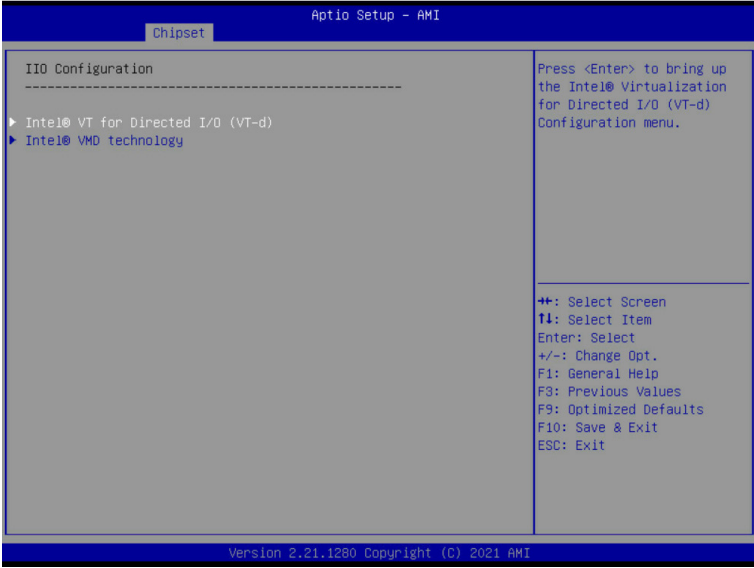 Aptio Setup – AMI
Chipset
IIO Configuration
------------------------------------------------
Intel® VT for Directed I/O (VT-d)
Intel® VMD technology
Press <Enter> to bring up
the Intel® Virtualization
for Directed I/O (VT-d)
Configuration menu.
→←: Select Screen
↑↓: Select Item
Enter: Select
+/-: Change Opt.
F1: General Help
F3: Previous Values
F9: Optimized Defaults
F10: Save & Exit
ESC: Exit
Version 2.21.1280 Copyright (C) 2021 AMI